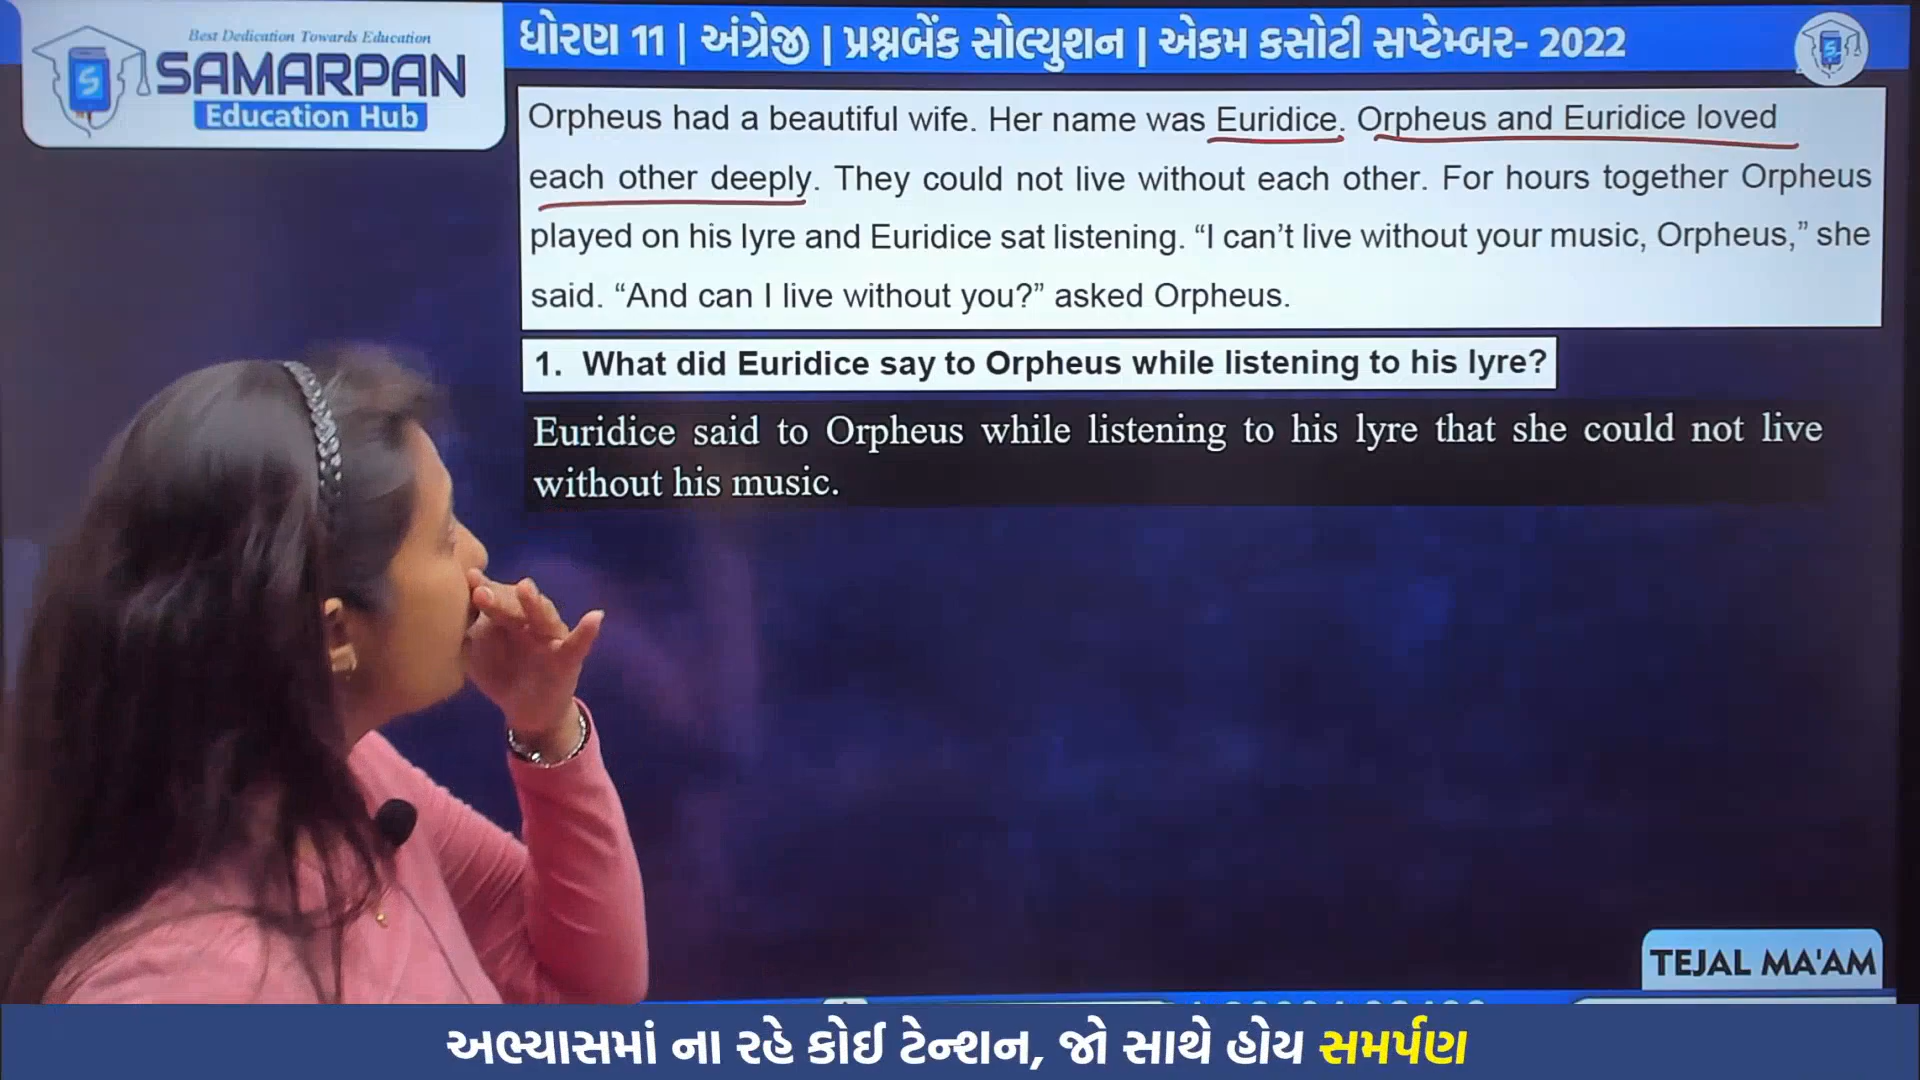 Best Dedication Towards Education
SAMARPAN
Education Hub
ધોરણ 11 | અંગ્રેજી | પ્રશ્નબેંક સોલ્યુશન | એકમ કસોટી સપ્ટેમ્બર- 2022
Orpheus had a beautiful wife. Her name was Euridice. Orpheus and Euridice loved
each other deeply. They could not live without each other. For hours together Orpheus
played on his lyre and Euridice sat listening. “I can’t live without your music, Orpheus,” she
said. “And can I live without you?” asked Orpheus.
1. What did Euridice say to Orpheus while listening to his lyre?
Euridice said to Orpheus while listening to his lyre that she could not live
without his music.
TEJAL MA'AM
અભ્યાસમાં ના રહે કોઈ ટેન્શન, જો સાથે હોય સમર્પણ